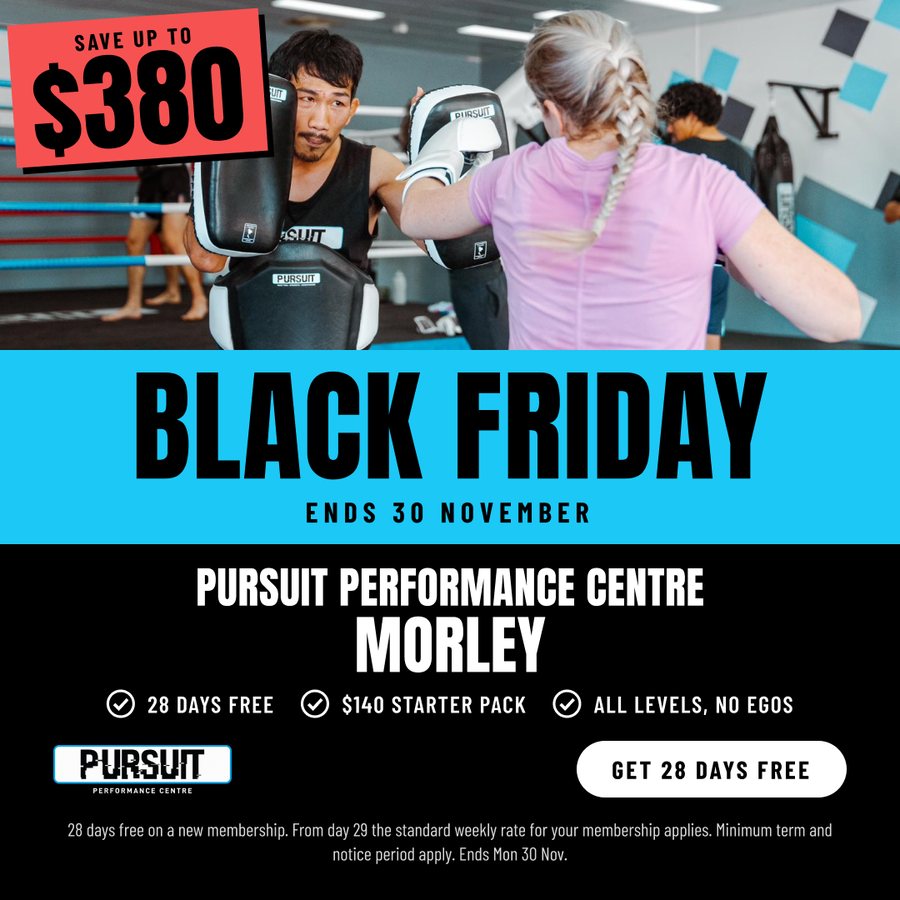 SAVE UP TO
$380
PURSUIT
PURSUIT
BLACK FRIDAY
ENDS 30 NOVEMBER
PURSUIT PERFORMANCE CENTRE
MORLEY
28 DAYS FREE
$140 STARTER PACK
ALL LEVELS, NO EGOS
PURSUIT
PERFORMANCE CENTRE
GET 28 DAYS FREE
28 days free on a new membership. From day 29 the standard weekly rate for your membership applies. Minimum term and
notice period apply. Ends Mon 30 Nov.